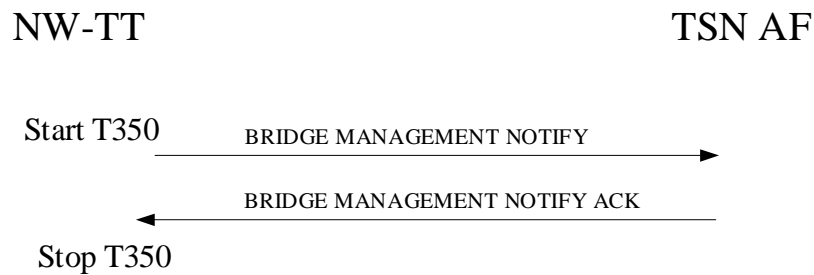 NW-TT TSN AF
Start T350
BRIDGE MANAGEMENT NOTIFY
BRIDGE MANAGEMENT NOTIFY ACK
Stop T350